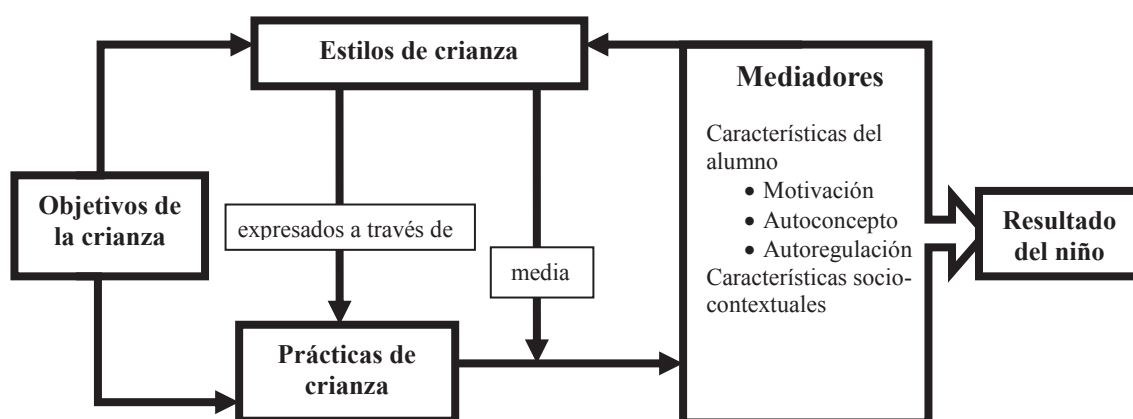 Estilos de crianza
Mediadores
Características del
alumno
• Motivación
• Autoconcepto
• Autoregulación
Características socio-
contextuales
Objetivos de
la crianza
expresados a través de
media
Resultado
del niño
Prácticas de
crianza